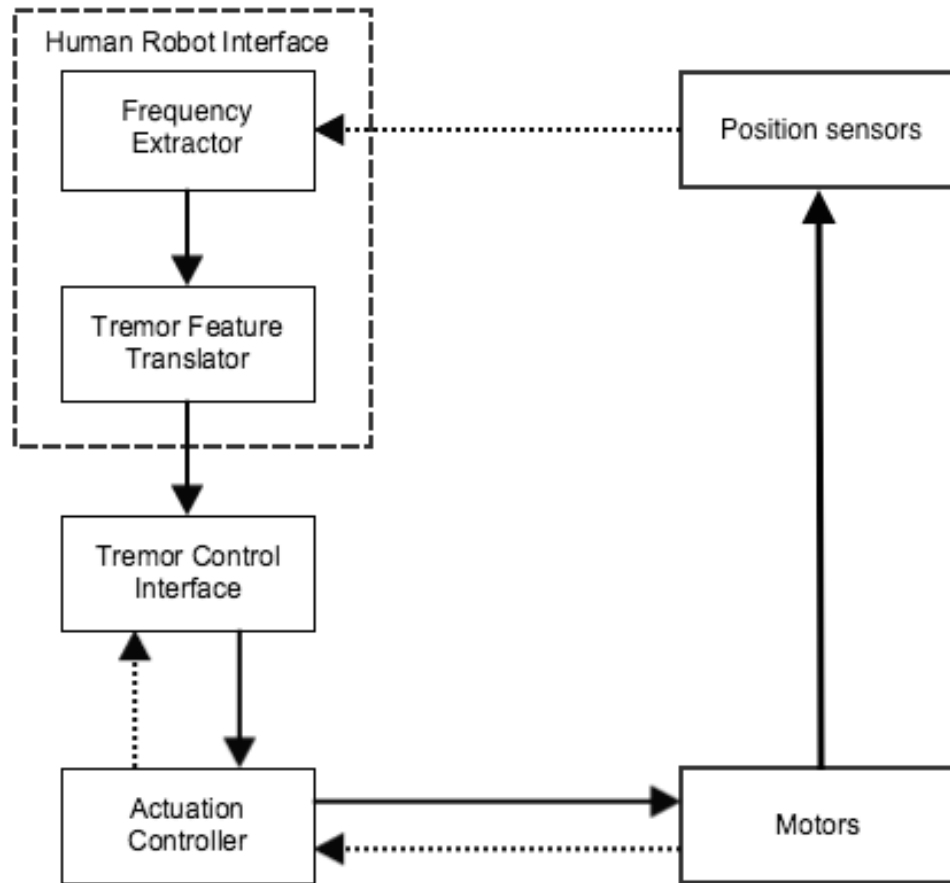 Human Robot Interface
Frequency
Extractor
Position sensors
Tremor Feature
Translator
Tremor Control
Interface
Actuation
Controller
Motors